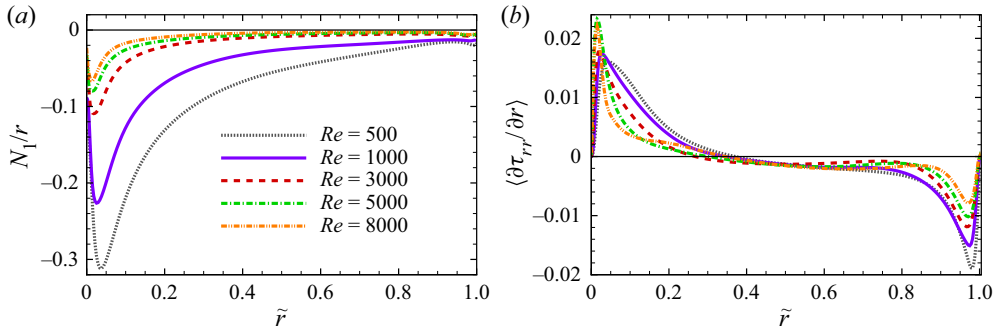 (a)
0
−0.1
−0.2
−0.3
N₁/r
Re = 500
Re = 1000
Re = 3000
Re = 5000
Re = 8000
0 0.2 0.4 0.6 0.8 1.0
r̃
(b)
0.02
0.01
0
−0.01
−0.02
⟨∂τrr/∂r⟩
0 0.2 0.4 0.6 0.8 1.0
r̃